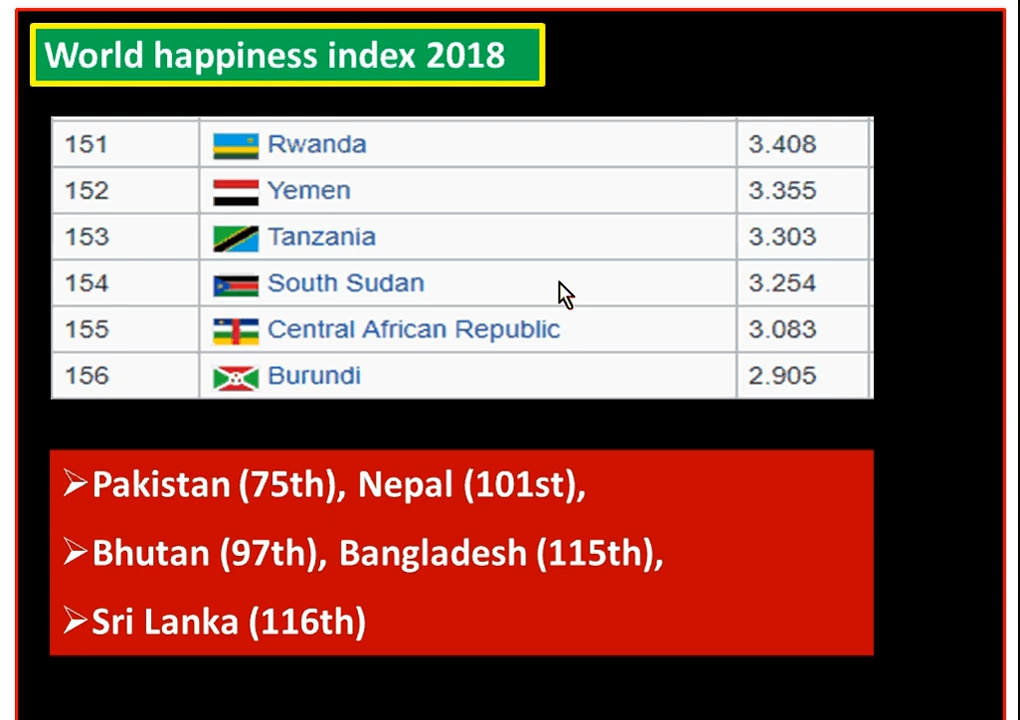 World happiness index 2018
151 Rwanda 3.408
152 Yemen 3.355
153 Tanzania 3.303
154 South Sudan 3.254
155 Central African Republic 3.083
156 Burundi 2.905
➢Pakistan (75th), Nepal (101st),
➢Bhutan (97th), Bangladesh (115th),
➢Sri Lanka (116th)